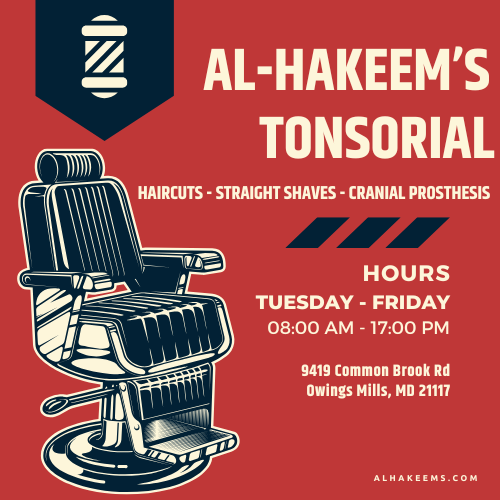 AL-HAKEEM'S
TONSORIAL
HAIRCUTS - STRAIGHT SHAVES - CRANIAL PROSTHESIS
HOURS
TUESDAY - FRIDAY
08:00 AM - 17:00 PM
9419 Common Brook Rd
Owings Mills, MD 21117
ALHAKEEMS.COM